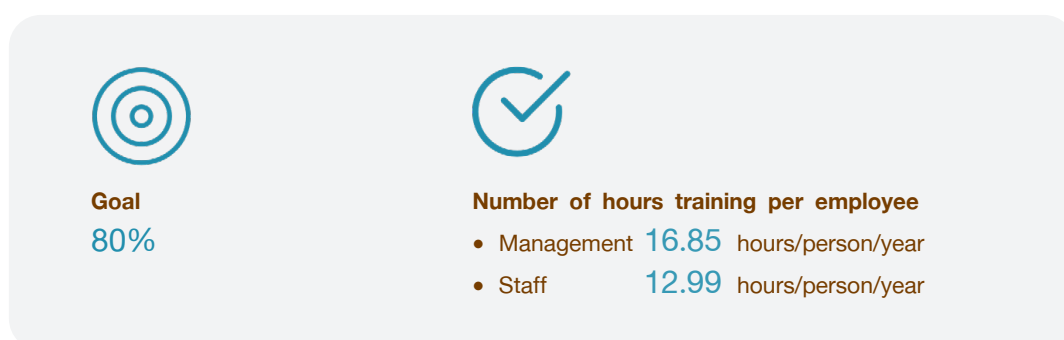 Goal
80%
Number of hours training per employee
• Management 16.85 hours/person/year
• Staff 12.99 hours/person/year